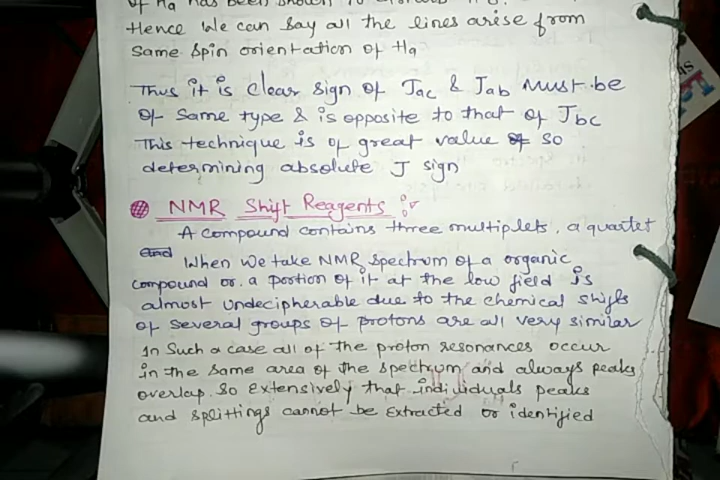 of Ha has been shown to
Hence We can say all the lines arise from
Same Spin orientation of Ha
Thus it is clear sign of Jac & Jab Must be
Of Same type & is opposite to that of Jbc
This technique is of great value so
determining absolute J sign
NMR Shift Reagents :-
A compound contains three multiplets, a quartet
When we take NMR Spectrum of a organic
compound or a portion of it at the low field is
almost undecipherable due to the chemical shifts
of several groups of protons are all very similar
In Such a case all of the proton resonances occur
in the Same area of the spectrum and always peaks
overlap so extensively that individuals peaks
and splittings cannot be Extracted or identified